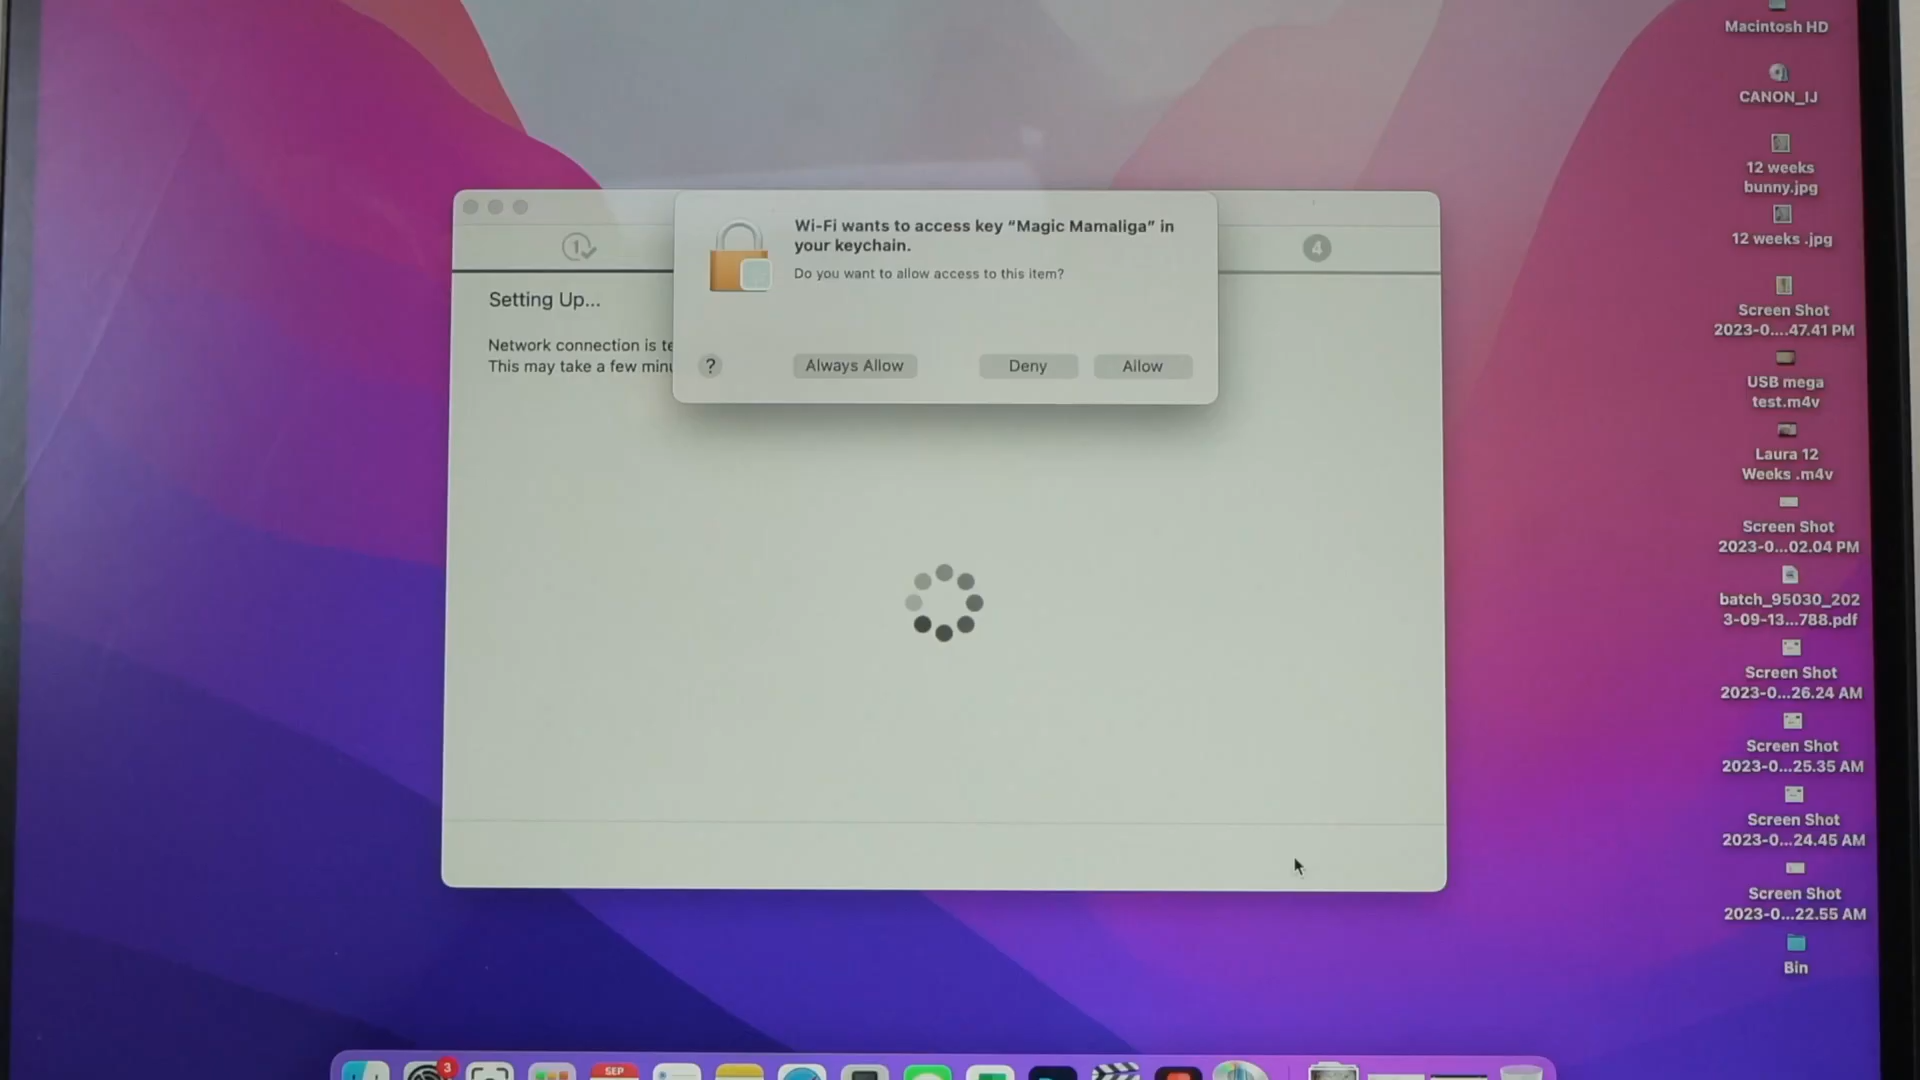 Macintosh HD
CANON_IJ
12 weeks
bunny.jpg
12 weeks .jpg
Screen Shot
2023-0....47.41 PM
USB mega
test.m4v
Laura 12
Weeks .m4v
Screen Shot
2023-0...02.04 PM
batch_95030_202
3-09-13...788.pdf
Screen Shot
2023-0...26.24 AM
Screen Shot
2023-0...25.35 AM
Screen Shot
2023-0...24.45 AM
Screen Shot
2023-0...22.55 AM
Bin
Wi-Fi wants to access key “Magic Mamaliga” in
your keychain.
Do you want to allow access to this item?
?
Always Allow
Deny
Allow
1
4
Setting Up...
Network connection is te
This may take a few minu
3
SEP